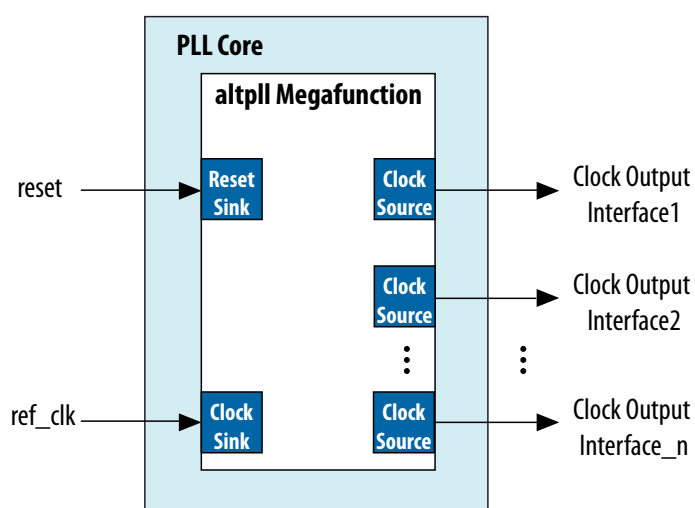 PLL Core
altpll Megafunction
reset
Reset
Sink
Clock
Source
Clock Output
Interface1
Clock
Source
Clock Output
Interface2
ref_clk
Clock
Sink
Clock
Source
Clock Output
Interface_n